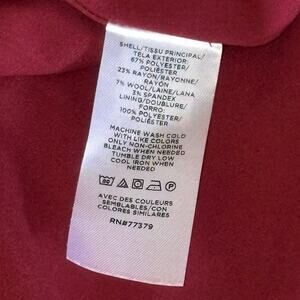 SHELL/TISSU PRINCIPAL/
TELA EXTERIOR:
67% POLYESTER/
POLIÉSTER
23% RAYON/RAYONNE/
RAYÓN
7% WOOL/LAINE/LANA
3% SPANDEX
LINING/DOUBLURE/
FORRO:
100% POLYESTER/
POLIÉSTER
MACHINE WASH COLD
WITH LIKE COLORS
ONLY NON-CHLORINE
BLEACH WHEN NEEDED
TUMBLE DRY LOW
COOL IRON WHEN
NEEDED
AVEC DES COULEURS
SEMBLABLES/CON
COLORES SIMILARES
RN#77379